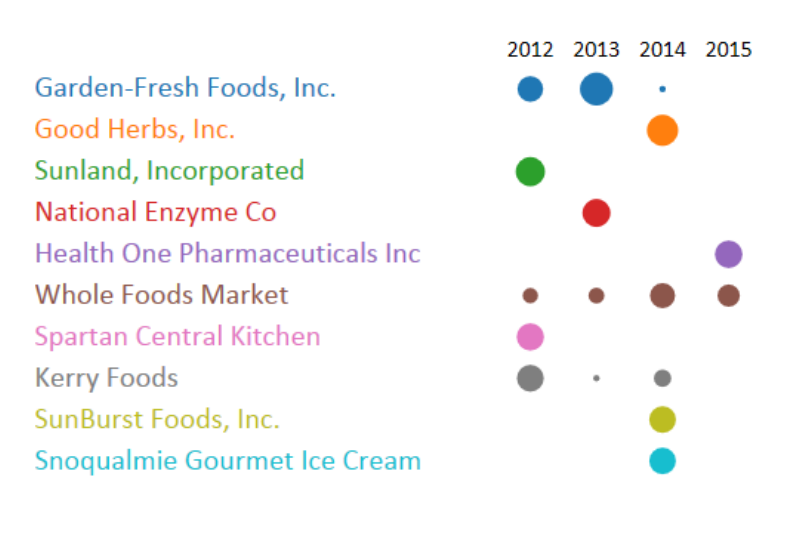 2012 2013 2014 2015
Garden-Fresh Foods, Inc.
Good Herbs, Inc.
Sunland, Incorporated
National Enzyme Co
Health One Pharmaceuticals Inc
Whole Foods Market
Spartan Central Kitchen
Kerry Foods
SunBurst Foods, Inc.
Snoqualmie Gourmet Ice Cream